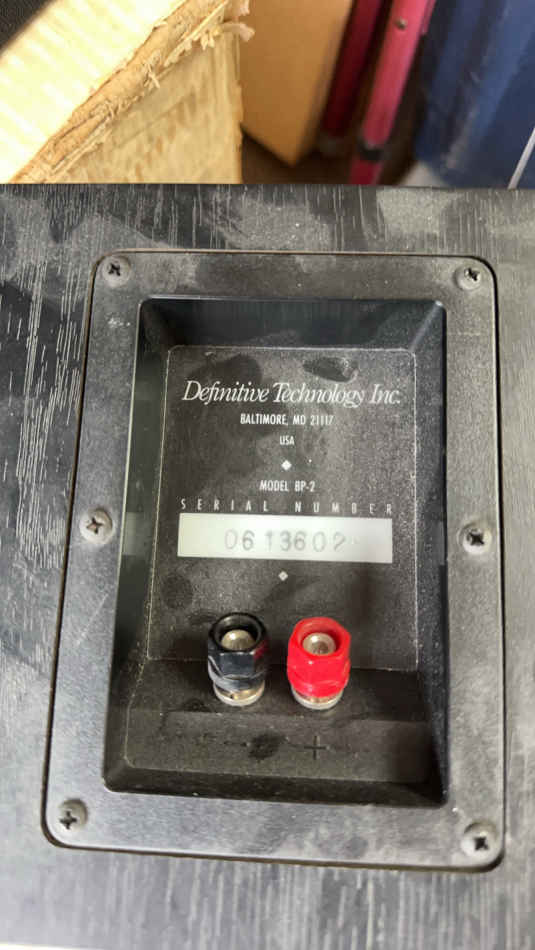 Definitive Technology Inc.
BALTIMORE, MD 21117
USA
MODEL BP-2
SERIAL NUMBER
0613602
- +